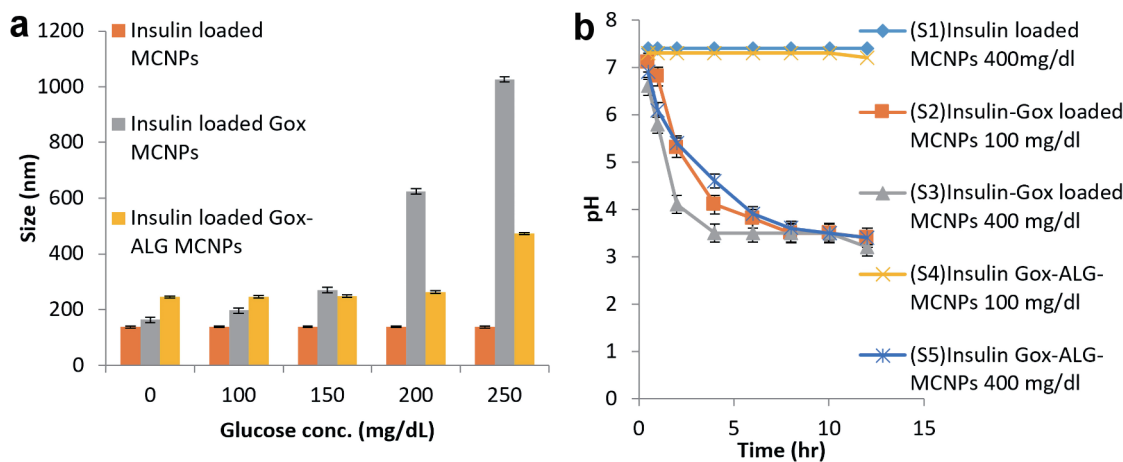 a
1200
1000
800
600
400
200
0
Size (nm)
Insulin loaded
MCNPs
Insulin loaded Gox
MCNPs
Insulin loaded Gox-
ALG MCNPs
0 100 150 200 250
Glucose conc. (mg/dL)
b
8
7
6
5
4
3
2
1
0
pH
0 5 10 15
Time (hr)
(S1)Insulin loaded
MCNPs 400mg/dl
(S2)Insulin-Gox loaded
MCNPs 100 mg/dl
(S3)Insulin-Gox loaded
MCNPs 400 mg/dl
(S4)Insulin Gox-ALG-
MCNPs 100 mg/dl
(S5)Insulin Gox-ALG-
MCNPs 400 mg/dl